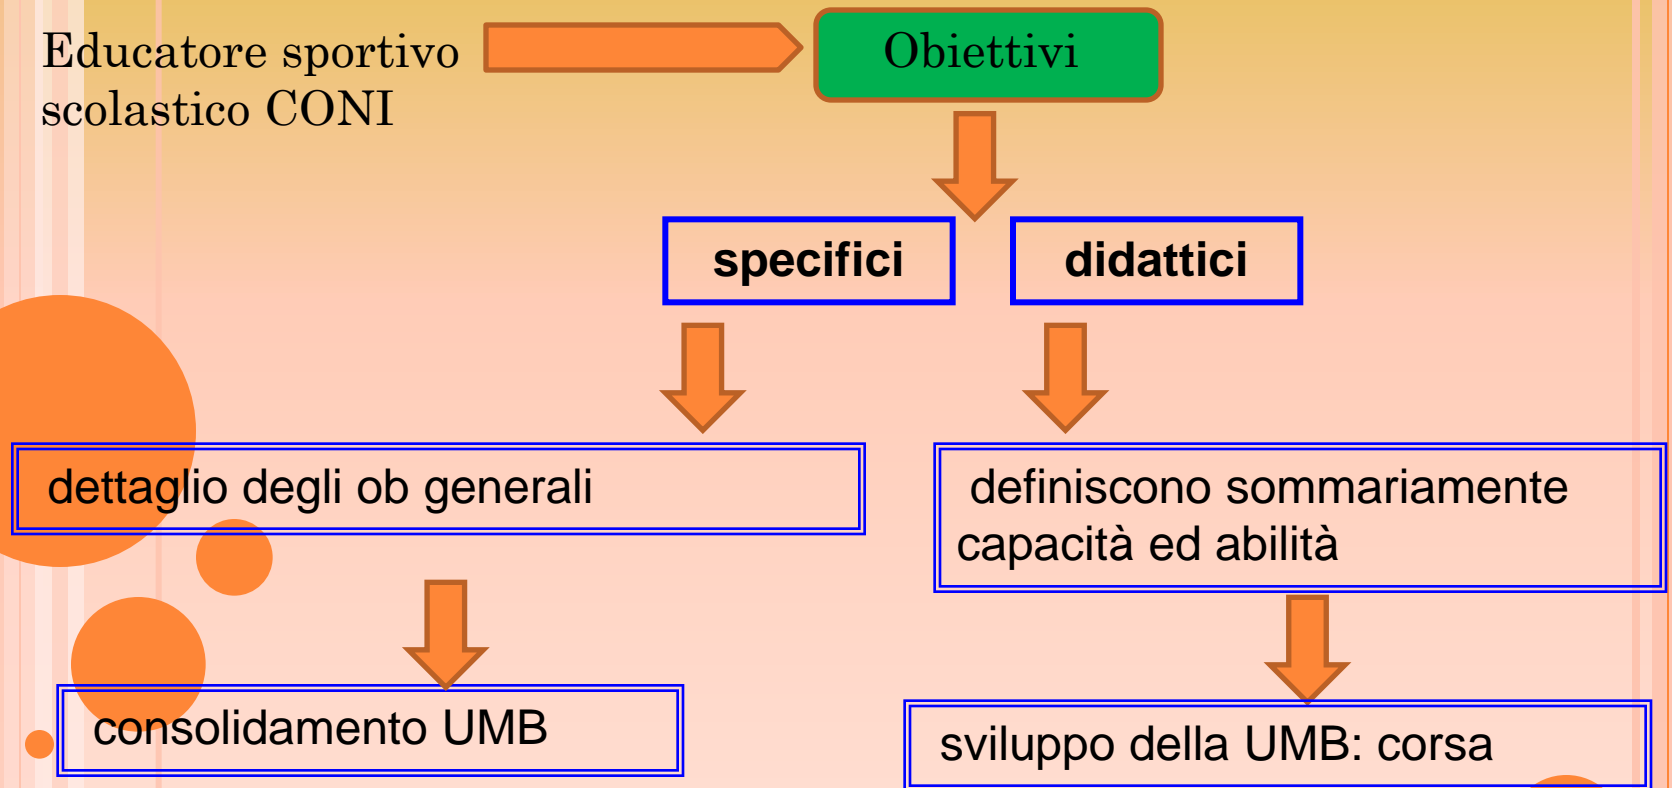 Educatore sportivo
scolastico CONI
Obiettivi
specifici
didattici
dettaglio degli ob generali
definiscono sommariamente
capacità ed abilità
consolidamento UMB
sviluppo della UMB: corsa